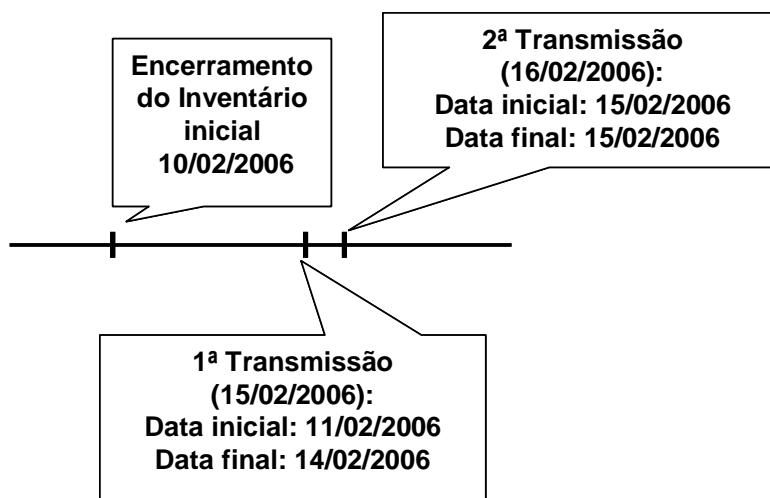 Encerramento
do Inventário
inicial
10/02/2006
2ª Transmissão
(16/02/2006):
Data inicial: 15/02/2006
Data final: 15/02/2006
1ª Transmissão
(15/02/2006):
Data inicial: 11/02/2006
Data final: 14/02/2006